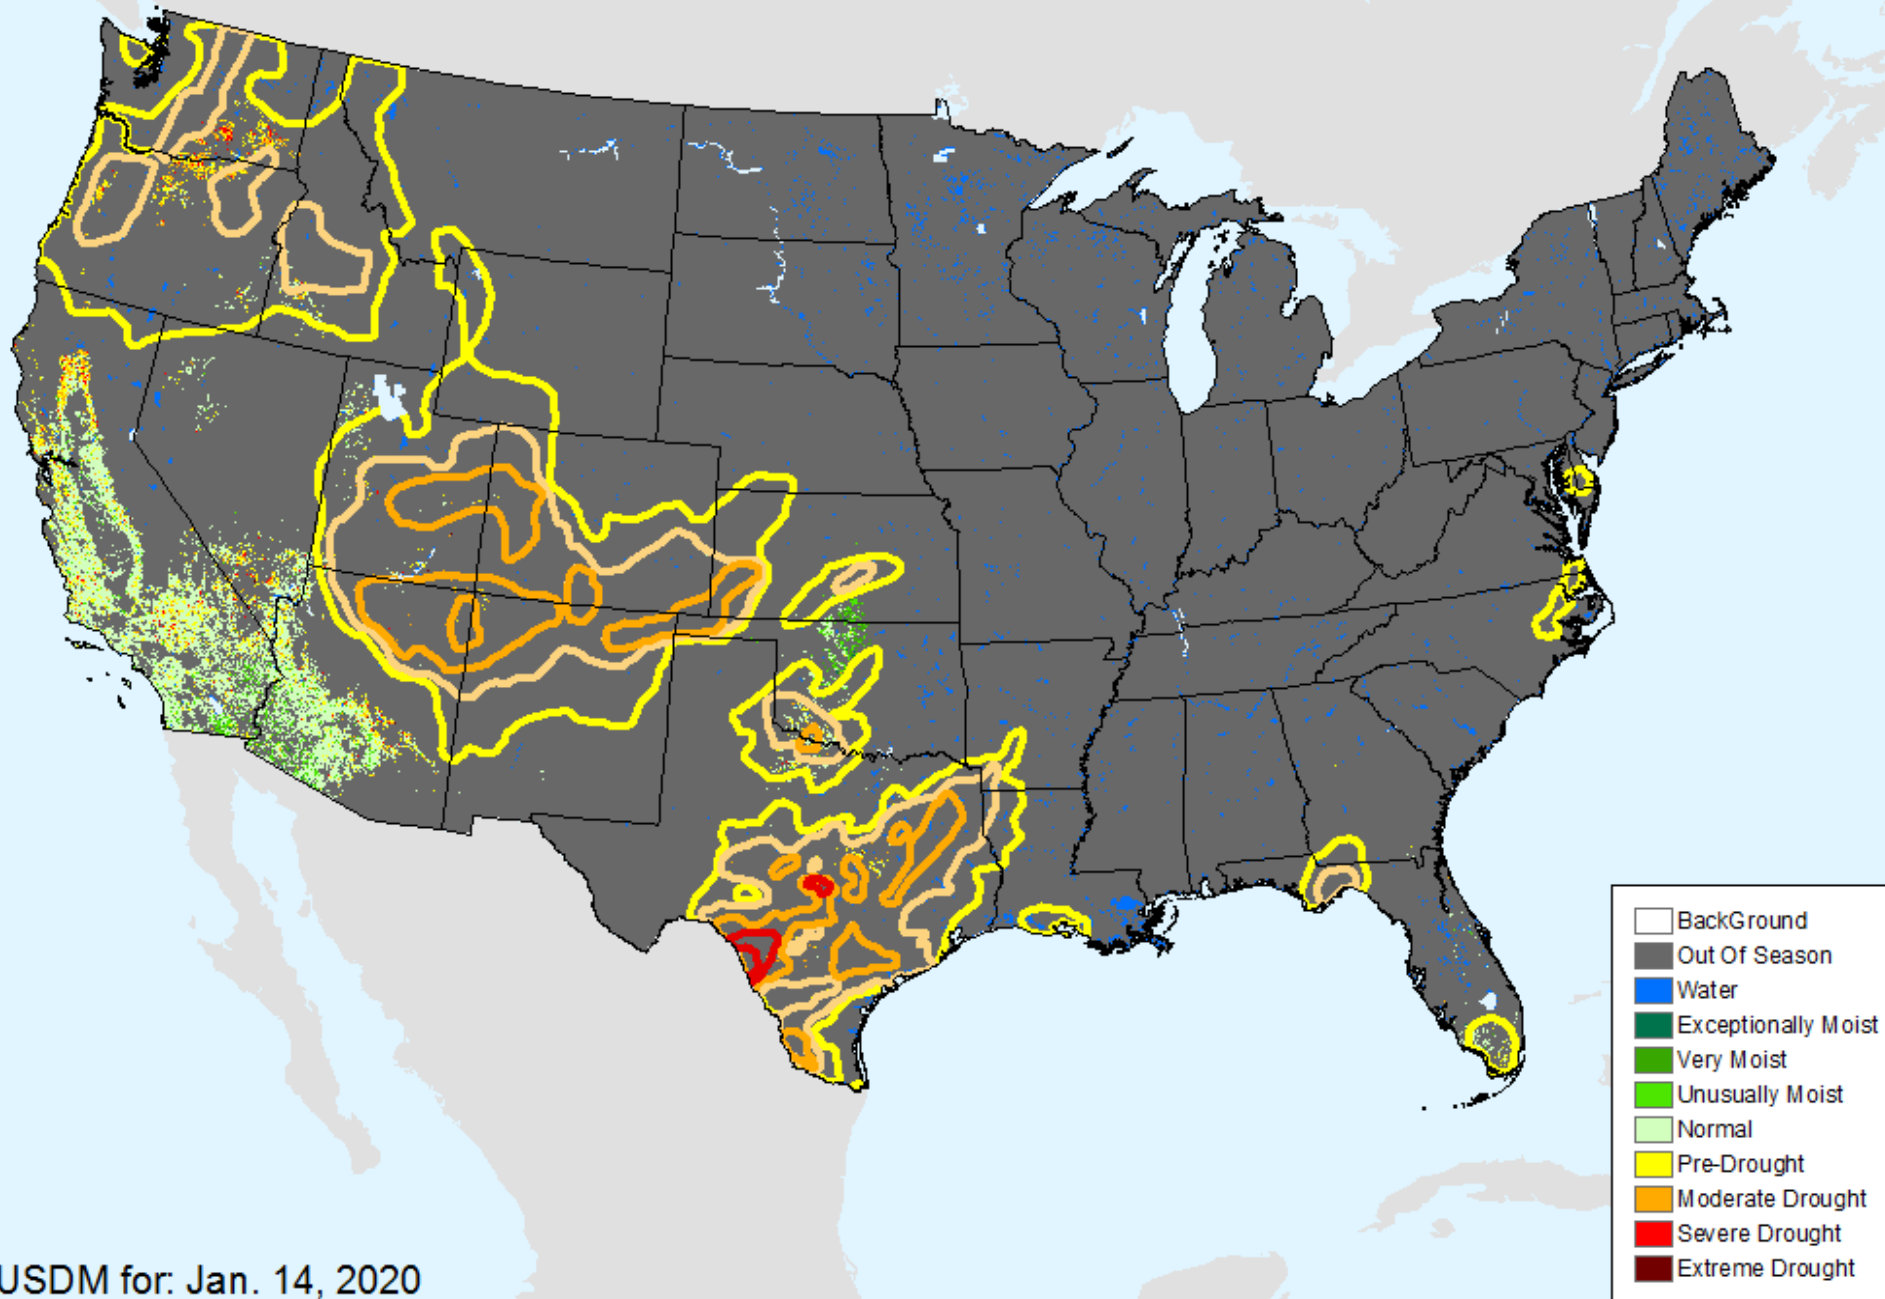 BackGround
Out Of Season
Water
Exceptionally Moist
Very Moist
Unusually Moist
Normal
Pre-Drought
Moderate Drought
Severe Drought
Extreme Drought
USDM for: Jan. 14, 2020